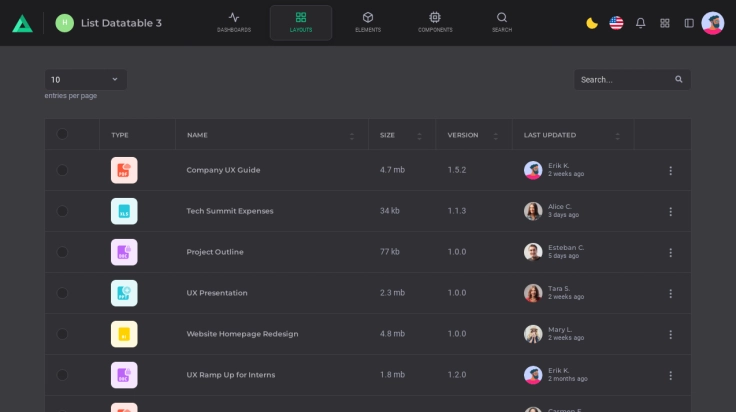 H
List Datatable 3
DASHBOARDS
LAYOUTS
ELEMENTS
COMPONENTS
SEARCH
10
Search...
entries per page
TYPE NAME SIZE VERSION LAST UPDATED
PDF
Company UX Guide 4.7 mb 1.5.2
Erik K.
2 weeks ago
XLS
Tech Summit Expenses 34 kb 1.1.3
Alice C.
3 days ago
Project Outline 77 kb 1.0.0
Esteban C.
5 days ago
UX Presentation 2.3 mb 1.0.0
Tara S.
2 weeks ago
Website Homepage Redesign 4.8 mb 1.0.0
Mary L.
2 weeks ago
UX Ramp Up for Interns 1.8 mb 1.2.0
Erik K.
2 months ago